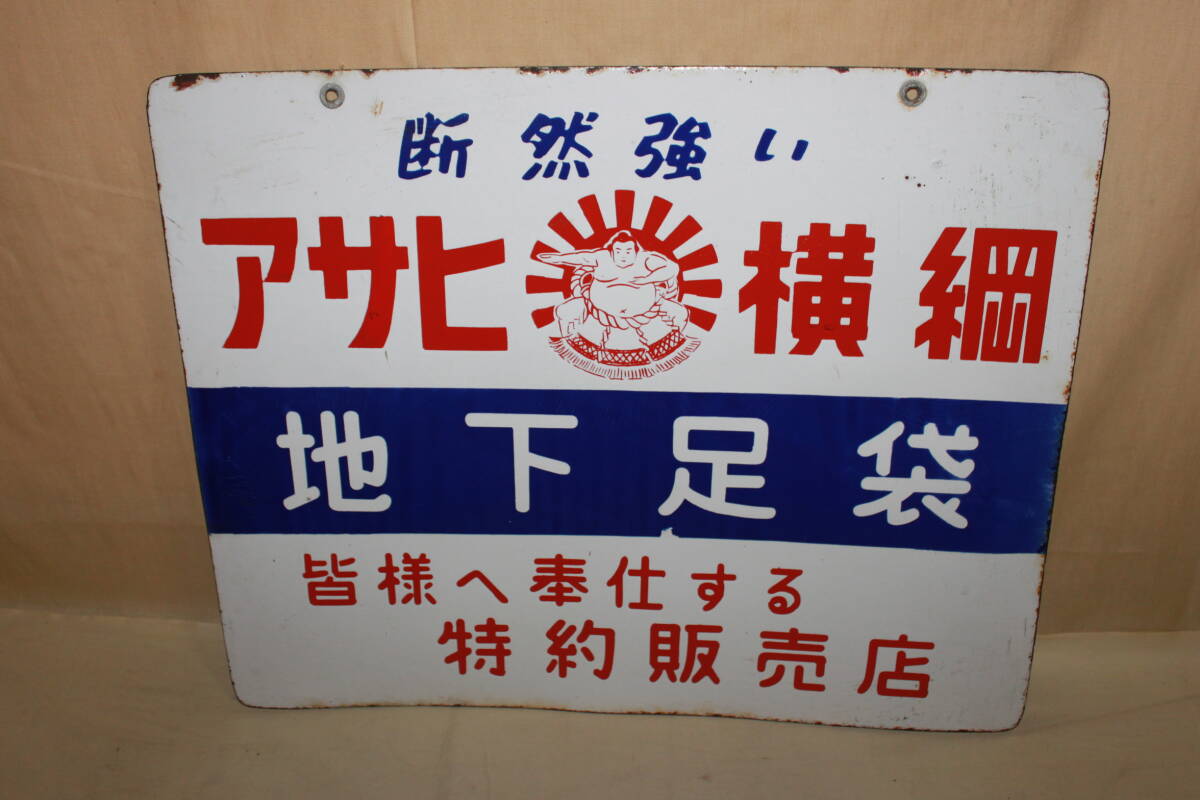 断然強い
アサヒ横綱
地下足袋
皆様へ奉仕する
特約販売店